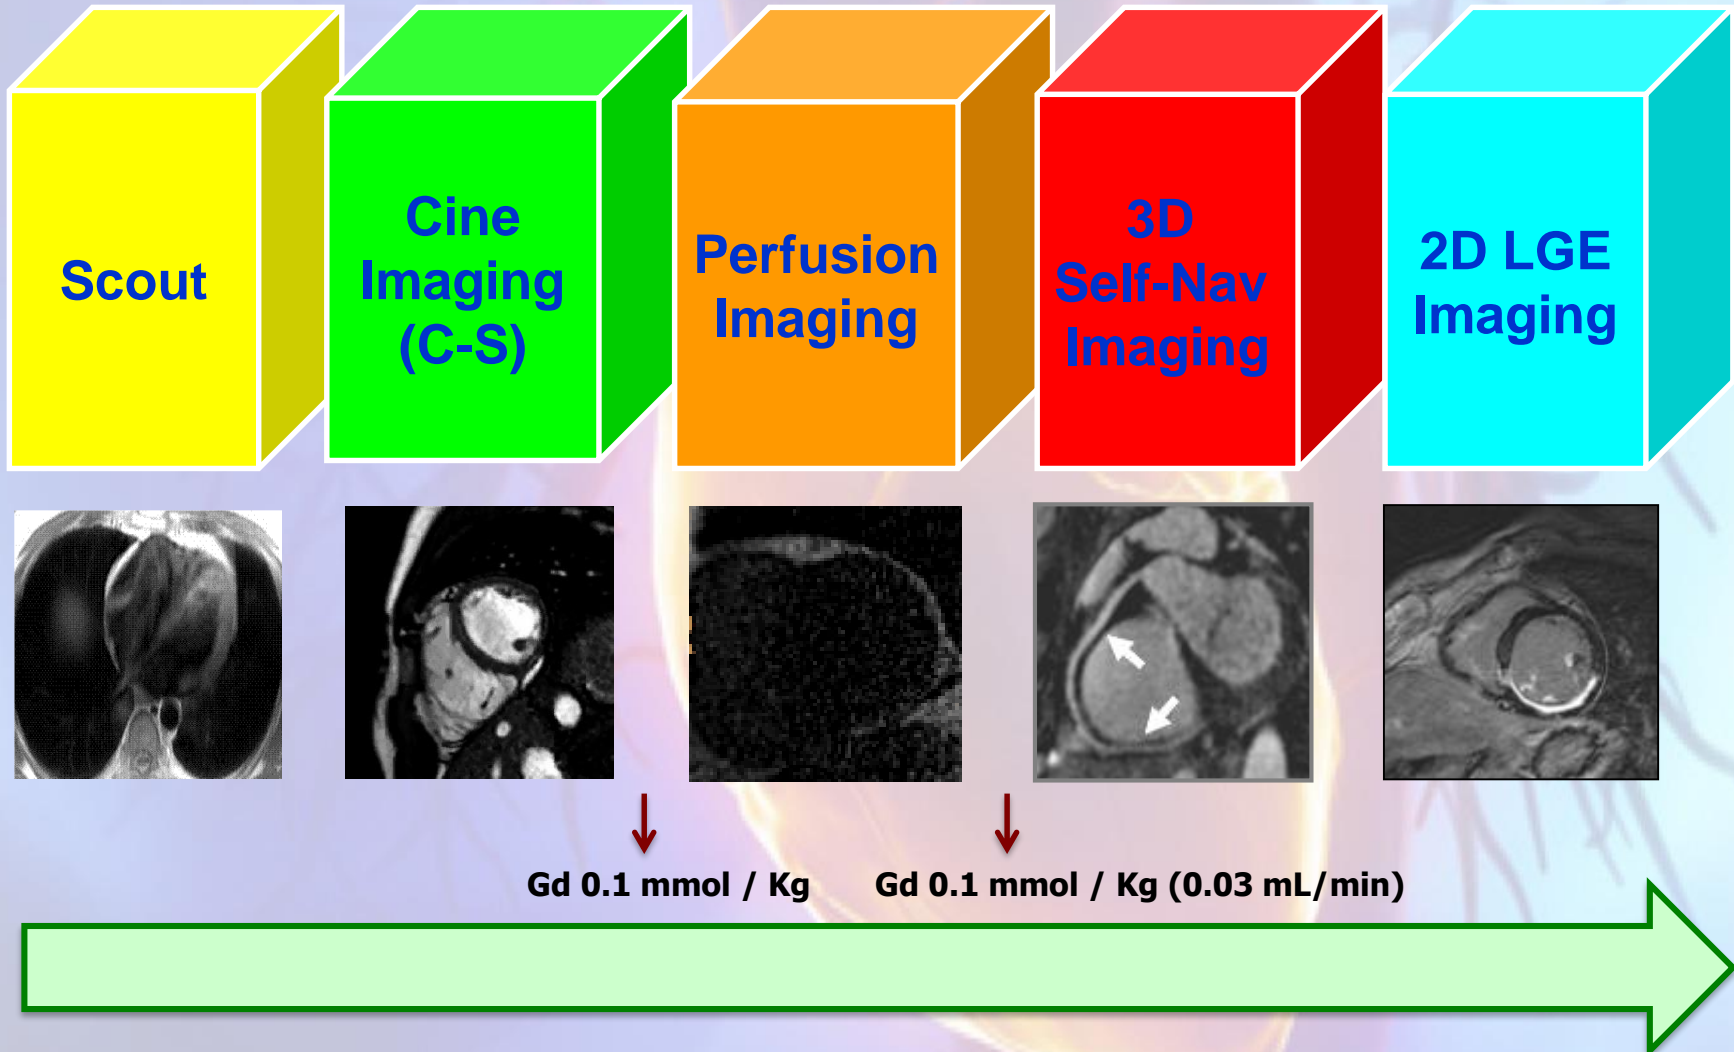 Scout
Cine
Imaging
(C-S)
Perfusion
Imaging
3D
Self-Nav
Imaging
2D LGE
Imaging
Gd 0.1 mmol / Kg
Gd 0.1 mmol / Kg (0.03 mL/min)